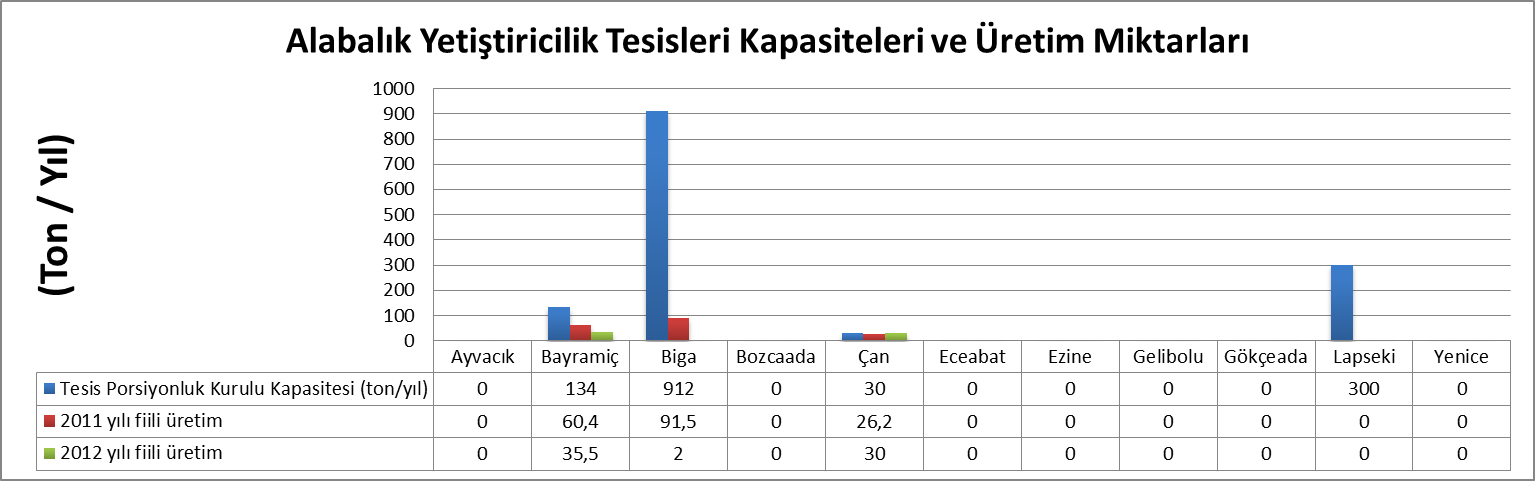 Alabalık Yetiştiricilik Tesisleri Kapasiteleri ve Üretim Miktarları
(Ton / Yıl)
1000
900
800
700
600
500
400
300
200
100
0
Ayvacık Bayramiç Biga Bozcaada Çan Eceabat Ezine Gelibolu Gökçeada Lapseki Yenice
Tesis Porsiyonluk Kurulu Kapasitesi (ton/yıl) 0 134 912 0 30 0 0 0 0 300 0
2011 yılı fiili üretim 0 60,4 91,5 0 26,2 0 0 0 0 0 0
2012 yılı fiili üretim 0 35,5 2 0 30 0 0 0 0 0 0